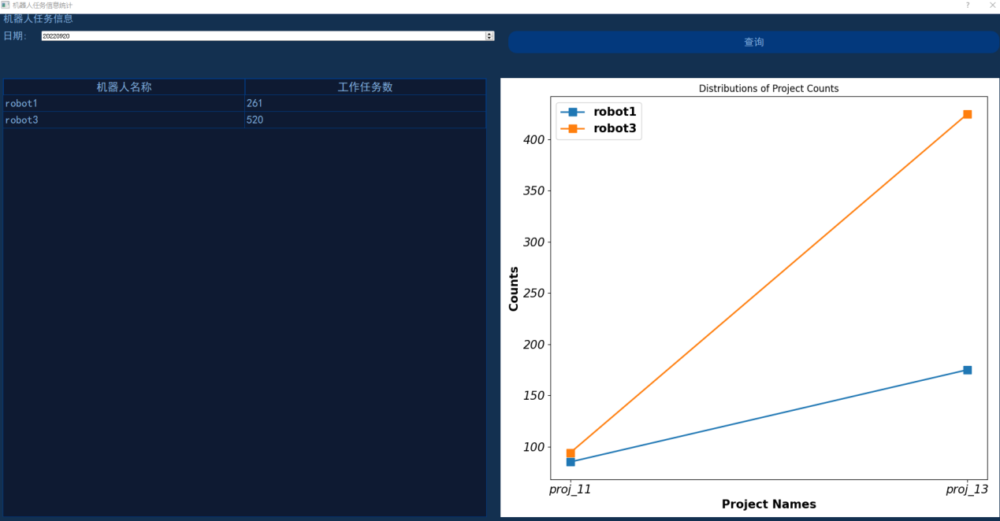 机器人任务信息统计
机器人任务信息
日期：
20220920
查询
机器人名称 工作任务数
robot1 261
robot3 520
Distributions of Project Counts
robot1
robot3
400
350
300
250
200
150
100
Counts
proj_11 proj_13
Project Names